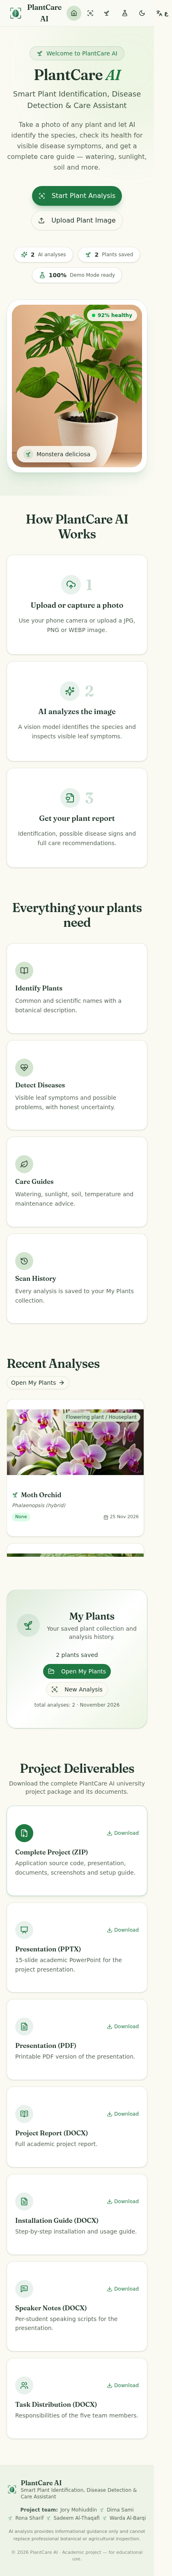 PlantCare
AI
ع
Welcome to PlantCare AI
PlantCare AI
Smart Plant Identification, Disease
Detection & Care Assistant
Take a photo of any plant and let AI
identify the species, check its health for
visible disease symptoms, and get a
complete care guide — watering, sunlight,
soil and more.
Start Plant Analysis
Upload Plant Image
2 AI analyses
2 Plants saved
100% Demo Mode ready
92% healthy
Monstera deliciosa
How PlantCare AI
Works
1
Upload or capture a photo
Use your phone camera or upload a JPG,
PNG or WEBP image.
2
AI analyzes the image
A vision model identifies the species and
inspects visible leaf symptoms.
3
Get your plant report
Identification, possible disease signs and
full care recommendations.
Everything your plants
need
Identify Plants
Common and scientific names with a
botanical description.
Detect Diseases
Visible leaf symptoms and possible
problems, with honest uncertainty.
Care Guides
Watering, sunlight, soil, temperature and
maintenance advice.
Scan History
Every analysis is saved to your My Plants
collection.
Recent Analyses
Open My Plants →
Flowering plant / Houseplant
Moth Orchid
Phalaenopsis (hybrid)
None
25 Nov 2026
My Plants
Your saved plant collection and
analysis history.
2 plants saved
Open My Plants
New Analysis
total analyses: 2 · November 2026
Project Deliverables
Download the complete PlantCare AI university
project package and its documents.
Download
Complete Project (ZIP)
Application source code, presentation,
documents, screenshots and setup guide.
Download
Presentation (PPTX)
15-slide academic PowerPoint for the
project presentation.
Download
Presentation (PDF)
Printable PDF version of the presentation.
Download
Project Report (DOCX)
Full academic project report.
Download
Installation Guide (DOCX)
Step-by-step installation and usage guide.
Download
Speaker Notes (DOCX)
Per-student speaking scripts for the
presentation.
Download
Task Distribution (DOCX)
Responsibilities of the five team members.
PlantCare AI
Smart Plant Identification, Disease Detection &
Care Assistant
Project team: Jory Mohiuddin Dima Sami
Rona Sharif Sadeem Al-Thaqafi Warda Al-Barqi
AI analysis provides informational guidance only and cannot
replace professional botanical or agricultural inspection.
© 2026 PlantCare AI · Academic project — for educational
use.